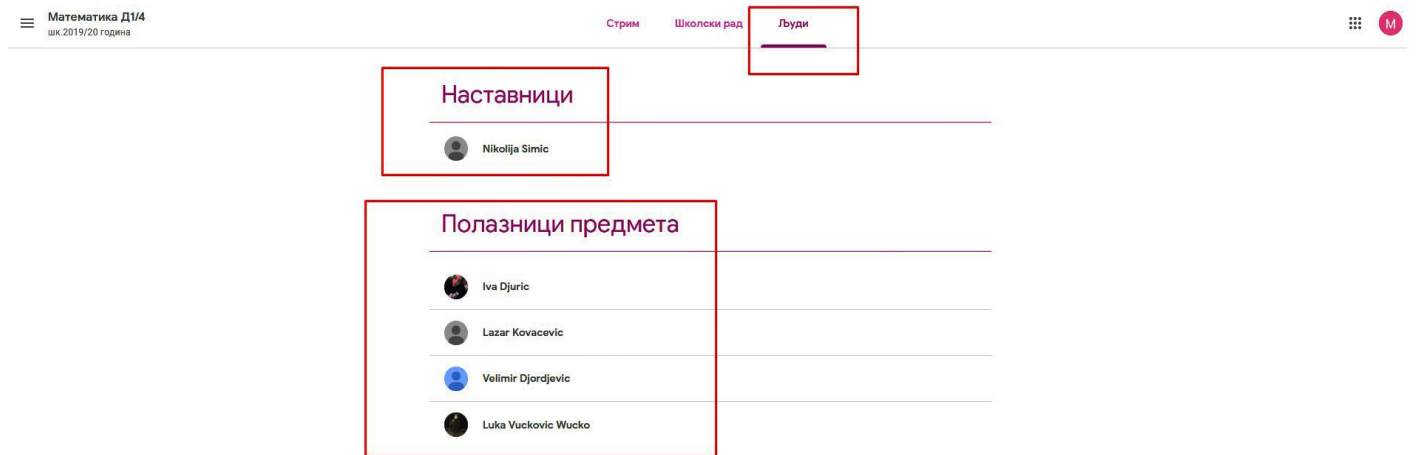 Математика Д1/4
шк.2019/20 година
Стрим Школски рад Људи
М
Наставници
Nikolija Simic
Полазници предмета
Iva Djuric
Lazar Kovacevic
Velimir Djordjevic
Luka Vuckovic Wucko